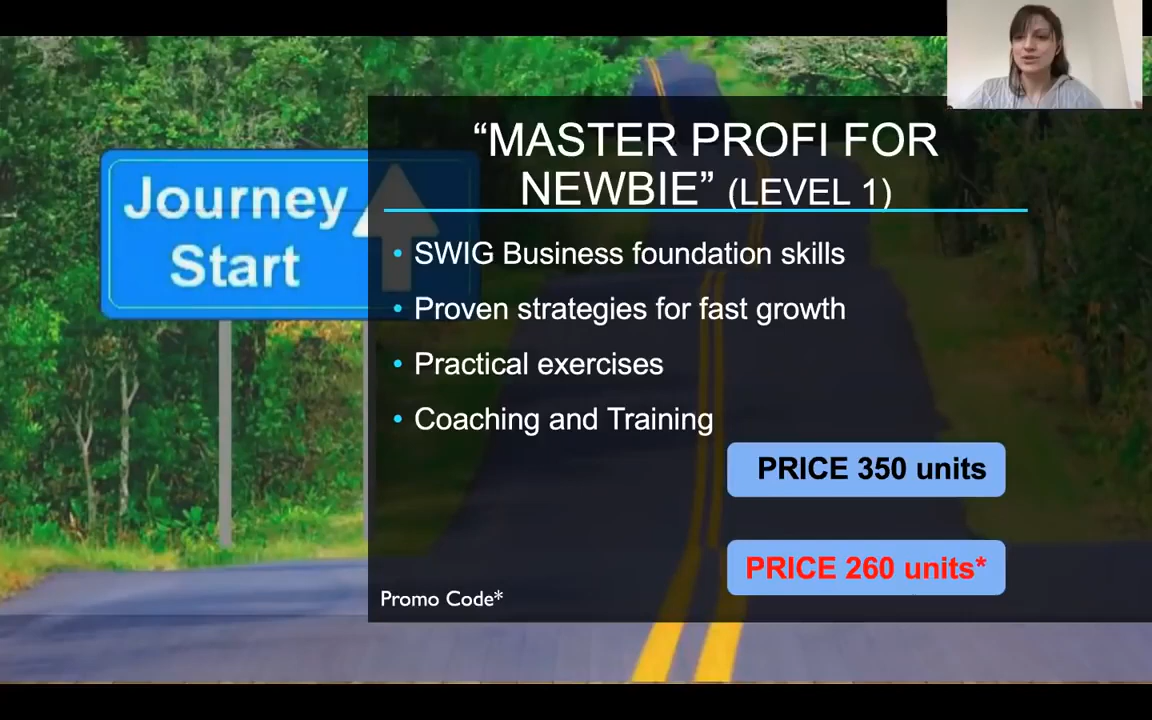 Journey
Start
“MASTER PROFI FOR
NEWBIE” (LEVEL 1)
• SWIG Business foundation skills
• Proven strategies for fast growth
• Practical exercises
• Coaching and Training
PRICE 350 units
PRICE 260 units*
Promo Code*